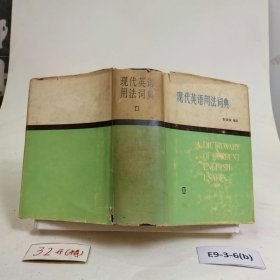 现代英语
用法词典
现代英语用法词典
A DICTIONARY
OF CURRENT
ENGLISH
USAGE
E9-3-6(b)